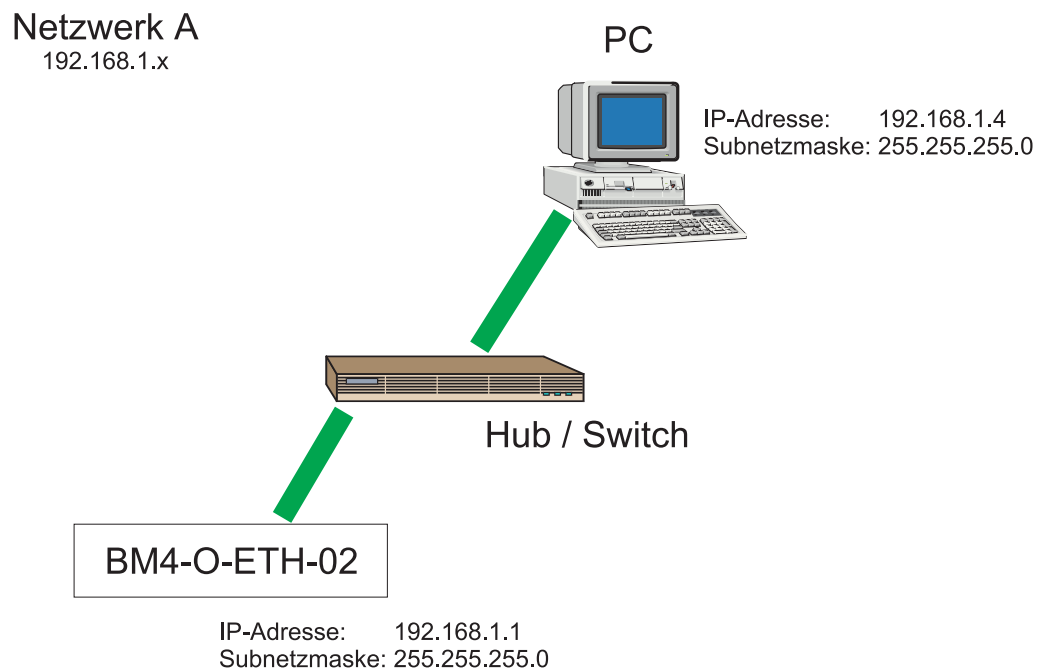 Netzwerk A
192.168.1.x
PC
IP-Adresse: 192.168.1.4
Subnetzmaske: 255.255.255.0
Hub / Switch
BM4-O-ETH-02
IP-Adresse: 192.168.1.1
Subnetzmaske: 255.255.255.0